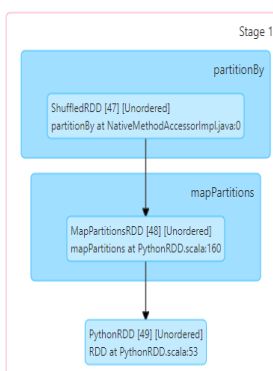 Stage 1
partitionBy
ShuffledRDD [47] [Unordered]
partitionBy at NativeMethodAccessorImpl.java:0
mapPartitions
MapPartitionsRDD [48] [Unordered]
mapPartitions at PythonRDD.scala:160
PythonRDD [49] [Unordered]
RDD at PythonRDD.scala:53